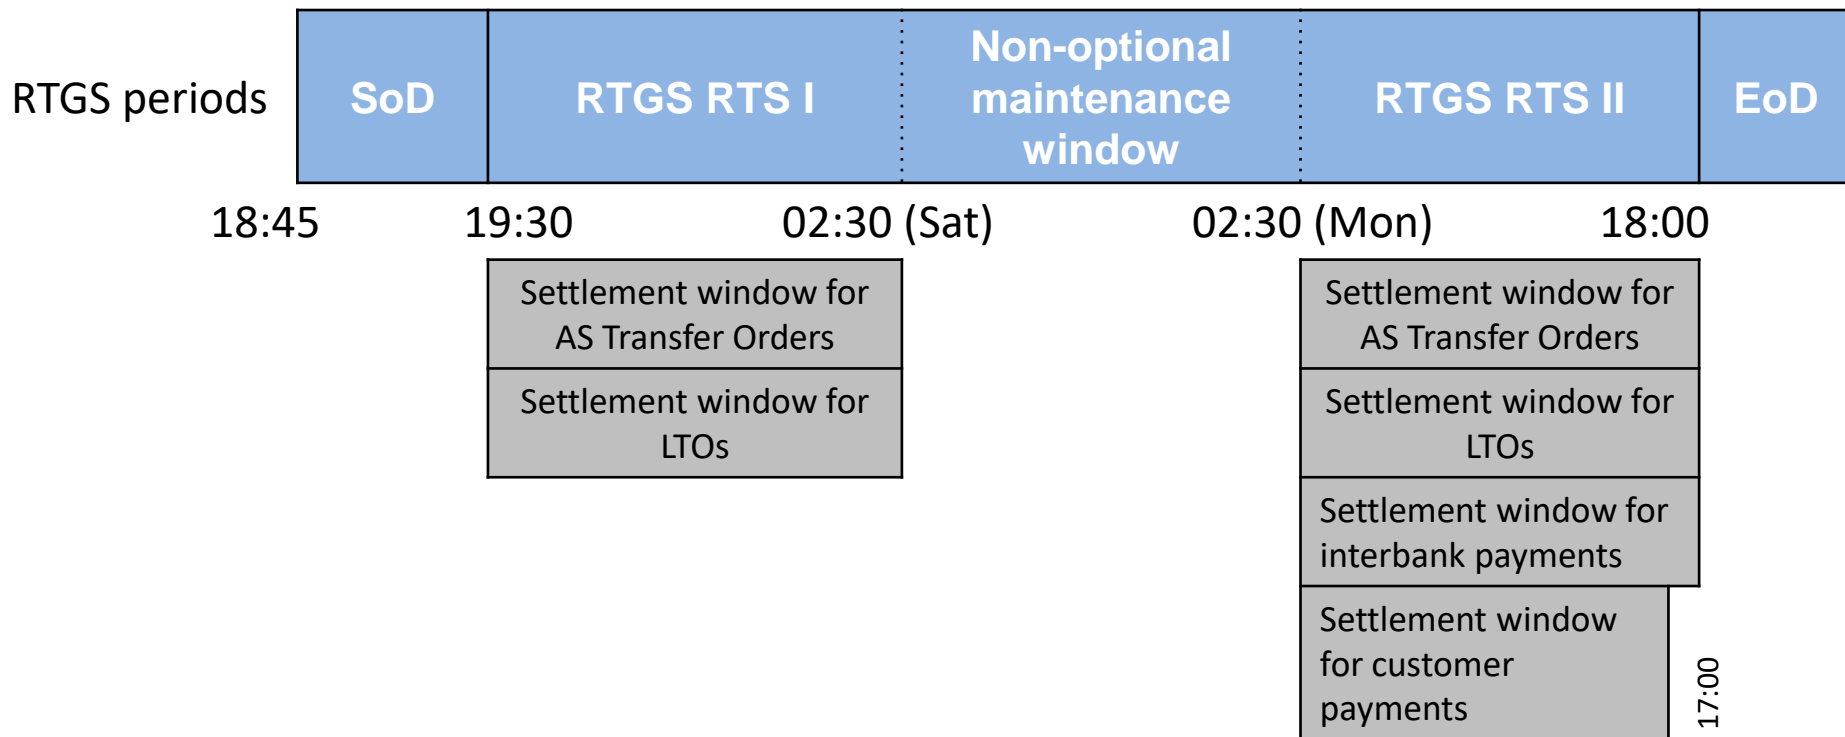 RTGS periods
SoD
RTGS RTS I
Non-optional
maintenance
window
RTGS RTS II
EoD
18:45
19:30
02:30 (Sat)
02:30 (Mon)
18:00
Settlement window for
AS Transfer Orders
Settlement window for
LTOs
Settlement window for
AS Transfer Orders
Settlement window for
LTOs
Settlement window for
interbank payments
Settlement window
for customer
payments
17:00